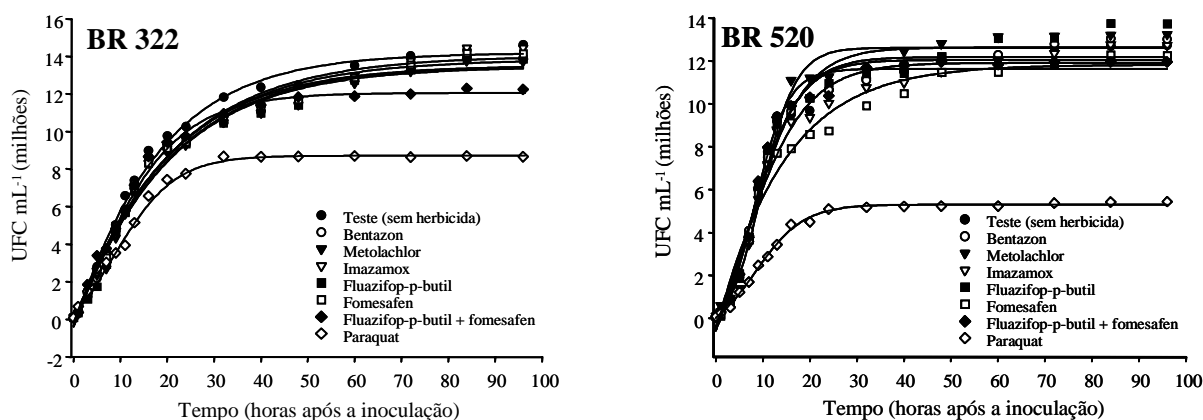 BR 322
UFC mL-1 (milhões)
16
14
12
10
8
6
4
2
0
-2
Teste (sem herbicida)
Bentazon
Metolachlor
Imazamox
Fluazifop-p-butil
Fomesafen
Fluazifop-p-butil + fomesafen
Paraquat
0 10 20 30 40 50 60 70 80 90 100
Tempo (horas após a inoculação)
BR 520
UFC mL-1 (milhões)
14
12
10
8
6
4
2
0
Teste (sem herbicida)
Bentazon
Metolachlor
Imazamox
Fluazifop-p-butil
Fomesafen
Fluazifop-p-butil + fomesafen
Paraquat
0 10 20 30 40 50 60 70 80 90 100
Tempo (horas após a inoculação)